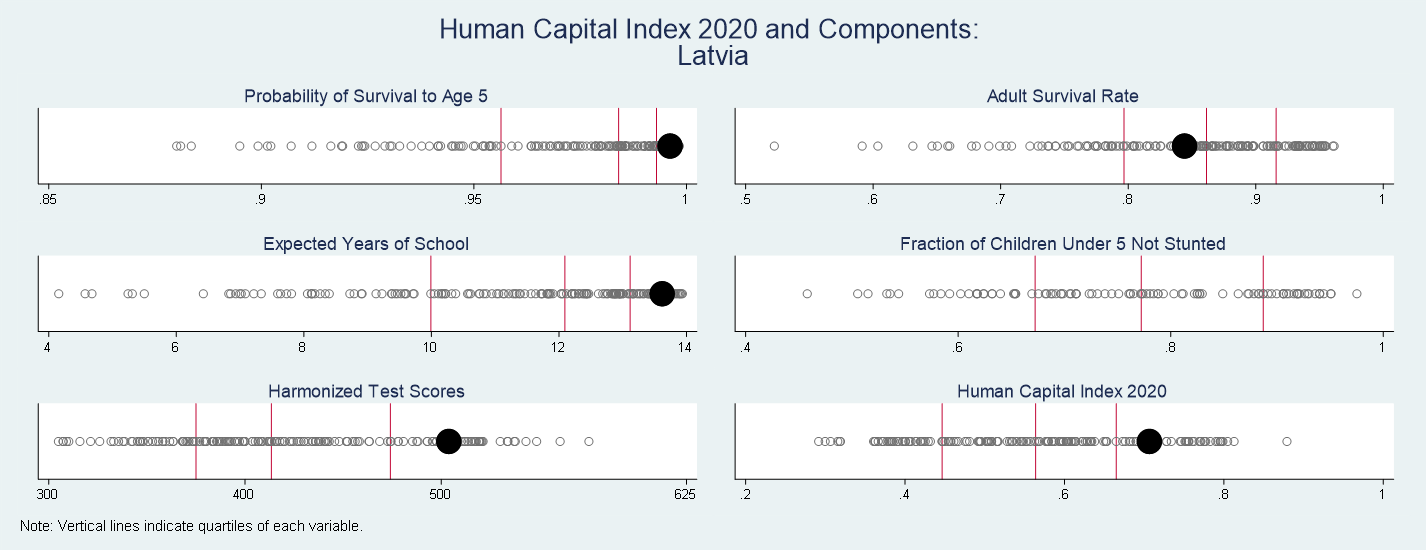 Human Capital Index 2020 and Components:
Latvia
Probability of Survival to Age 5
.85 .9 .95 1
Adult Survival Rate
.5 .6 .7 .8 .9 1
Expected Years of School
4 6 8 10 12 14
Fraction of Children Under 5 Not Stunted
.4 .6 .8 1
Harmonized Test Scores
300 400 500 625
Human Capital Index 2020
.2 .4 .6 .8 1
Note: Vertical lines indicate quartiles of each variable.